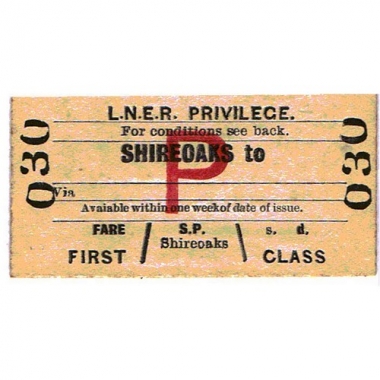 L.N.E.R. PRIVILEGE.
For conditions see back.
SHIREOAKS to
P
Via
Avaiable within one week of date of issue.
FARE / S.P. / s. d.
Shireoaks
FIRST CLASS
030
030